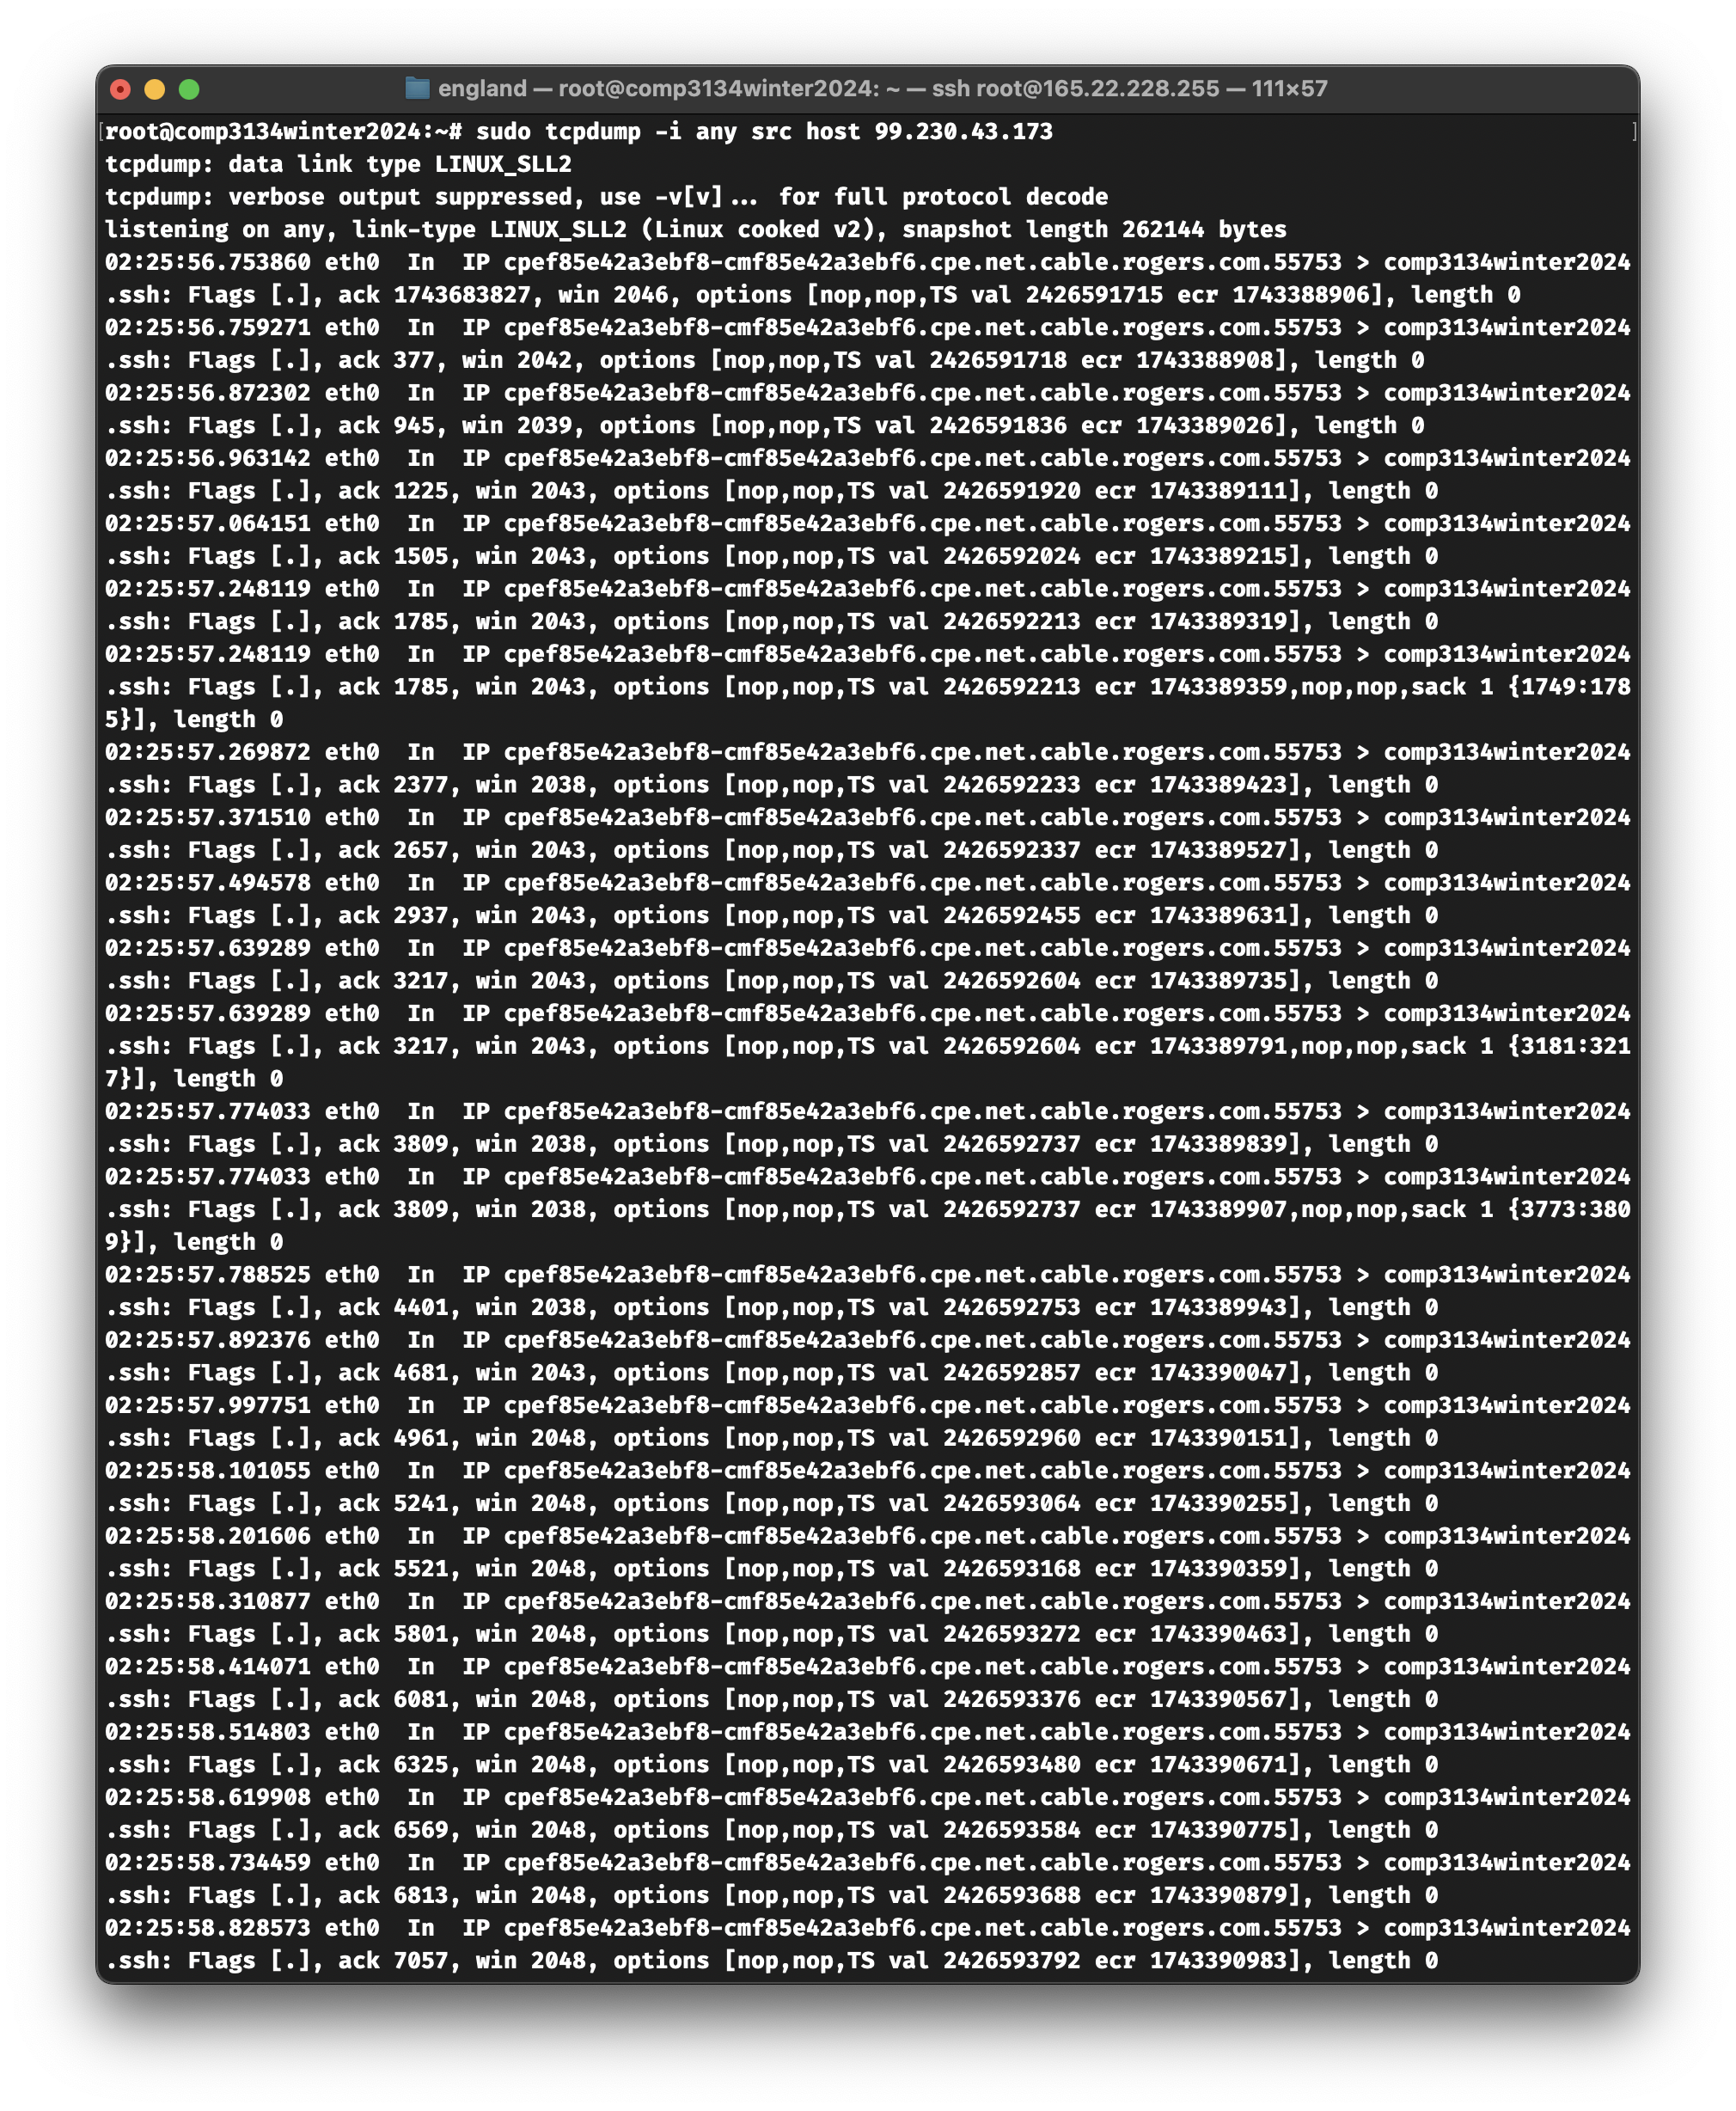 england — root@comp3134winter2024: ~ — ssh root@165.22.228.255 — 111×57
[root@comp3134winter2024:~# sudo tcpdump -i any src host 99.230.43.173 ]
tcpdump: data link type LINUX_SLL2
tcpdump: verbose output suppressed, use -v[v]... for full protocol decode
listening on any, link-type LINUX_SLL2 (Linux cooked v2), snapshot length 262144 bytes
02:25:56.753860 eth0  In  IP cpef85e42a3ebf8-cmf85e42a3ebf6.cpe.net.cable.rogers.com.55753 > comp3134winter2024
.ssh: Flags [.], ack 1743683827, win 2046, options [nop,nop,TS val 2426591715 ecr 1743388906], length 0
02:25:56.759271 eth0  In  IP cpef85e42a3ebf8-cmf85e42a3ebf6.cpe.net.cable.rogers.com.55753 > comp3134winter2024
.ssh: Flags [.], ack 377, win 2042, options [nop,nop,TS val 2426591718 ecr 1743388908], length 0
02:25:56.872302 eth0  In  IP cpef85e42a3ebf8-cmf85e42a3ebf6.cpe.net.cable.rogers.com.55753 > comp3134winter2024
.ssh: Flags [.], ack 945, win 2039, options [nop,nop,TS val 2426591836 ecr 1743389026], length 0
02:25:56.963142 eth0  In  IP cpef85e42a3ebf8-cmf85e42a3ebf6.cpe.net.cable.rogers.com.55753 > comp3134winter2024
.ssh: Flags [.], ack 1225, win 2043, options [nop,nop,TS val 2426591920 ecr 1743389111], length 0
02:25:57.064151 eth0  In  IP cpef85e42a3ebf8-cmf85e42a3ebf6.cpe.net.cable.rogers.com.55753 > comp3134winter2024
.ssh: Flags [.], ack 1505, win 2043, options [nop,nop,TS val 2426592024 ecr 1743389215], length 0
02:25:57.248119 eth0  In  IP cpef85e42a3ebf8-cmf85e42a3ebf6.cpe.net.cable.rogers.com.55753 > comp3134winter2024
.ssh: Flags [.], ack 1785, win 2043, options [nop,nop,TS val 2426592213 ecr 1743389319], length 0
02:25:57.248119 eth0  In  IP cpef85e42a3ebf8-cmf85e42a3ebf6.cpe.net.cable.rogers.com.55753 > comp3134winter2024
.ssh: Flags [.], ack 1785, win 2043, options [nop,nop,TS val 2426592213 ecr 1743389359,nop,nop,sack 1 {1749:178
5}], length 0
02:25:57.269872 eth0  In  IP cpef85e42a3ebf8-cmf85e42a3ebf6.cpe.net.cable.rogers.com.55753 > comp3134winter2024
.ssh: Flags [.], ack 2377, win 2038, options [nop,nop,TS val 2426592233 ecr 1743389423], length 0
02:25:57.371510 eth0  In  IP cpef85e42a3ebf8-cmf85e42a3ebf6.cpe.net.cable.rogers.com.55753 > comp3134winter2024
.ssh: Flags [.], ack 2657, win 2043, options [nop,nop,TS val 2426592337 ecr 1743389527], length 0
02:25:57.494578 eth0  In  IP cpef85e42a3ebf8-cmf85e42a3ebf6.cpe.net.cable.rogers.com.55753 > comp3134winter2024
.ssh: Flags [.], ack 2937, win 2043, options [nop,nop,TS val 2426592455 ecr 1743389631], length 0
02:25:57.639289 eth0  In  IP cpef85e42a3ebf8-cmf85e42a3ebf6.cpe.net.cable.rogers.com.55753 > comp3134winter2024
.ssh: Flags [.], ack 3217, win 2043, options [nop,nop,TS val 2426592604 ecr 1743389735], length 0
02:25:57.639289 eth0  In  IP cpef85e42a3ebf8-cmf85e42a3ebf6.cpe.net.cable.rogers.com.55753 > comp3134winter2024
.ssh: Flags [.], ack 3217, win 2043, options [nop,nop,TS val 2426592604 ecr 1743389791,nop,nop,sack 1 {3181:321
7}], length 0
02:25:57.774033 eth0  In  IP cpef85e42a3ebf8-cmf85e42a3ebf6.cpe.net.cable.rogers.com.55753 > comp3134winter2024
.ssh: Flags [.], ack 3809, win 2038, options [nop,nop,TS val 2426592737 ecr 1743389839], length 0
02:25:57.774033 eth0  In  IP cpef85e42a3ebf8-cmf85e42a3ebf6.cpe.net.cable.rogers.com.55753 > comp3134winter2024
.ssh: Flags [.], ack 3809, win 2038, options [nop,nop,TS val 2426592737 ecr 1743389907,nop,nop,sack 1 {3773:380
9}], length 0
02:25:57.788525 eth0  In  IP cpef85e42a3ebf8-cmf85e42a3ebf6.cpe.net.cable.rogers.com.55753 > comp3134winter2024
.ssh: Flags [.], ack 4401, win 2038, options [nop,nop,TS val 2426592753 ecr 1743389943], length 0
02:25:57.892376 eth0  In  IP cpef85e42a3ebf8-cmf85e42a3ebf6.cpe.net.cable.rogers.com.55753 > comp3134winter2024
.ssh: Flags [.], ack 4681, win 2043, options [nop,nop,TS val 2426592857 ecr 1743390047], length 0
02:25:57.997751 eth0  In  IP cpef85e42a3ebf8-cmf85e42a3ebf6.cpe.net.cable.rogers.com.55753 > comp3134winter2024
.ssh: Flags [.], ack 4961, win 2048, options [nop,nop,TS val 2426592960 ecr 1743390151], length 0
02:25:58.101055 eth0  In  IP cpef85e42a3ebf8-cmf85e42a3ebf6.cpe.net.cable.rogers.com.55753 > comp3134winter2024
.ssh: Flags [.], ack 5241, win 2048, options [nop,nop,TS val 2426593064 ecr 1743390255], length 0
02:25:58.201606 eth0  In  IP cpef85e42a3ebf8-cmf85e42a3ebf6.cpe.net.cable.rogers.com.55753 > comp3134winter2024
.ssh: Flags [.], ack 5521, win 2048, options [nop,nop,TS val 2426593168 ecr 1743390359], length 0
02:25:58.310877 eth0  In  IP cpef85e42a3ebf8-cmf85e42a3ebf6.cpe.net.cable.rogers.com.55753 > comp3134winter2024
.ssh: Flags [.], ack 5801, win 2048, options [nop,nop,TS val 2426593272 ecr 1743390463], length 0
02:25:58.414071 eth0  In  IP cpef85e42a3ebf8-cmf85e42a3ebf6.cpe.net.cable.rogers.com.55753 > comp3134winter2024
.ssh: Flags [.], ack 6081, win 2048, options [nop,nop,TS val 2426593376 ecr 1743390567], length 0
02:25:58.514803 eth0  In  IP cpef85e42a3ebf8-cmf85e42a3ebf6.cpe.net.cable.rogers.com.55753 > comp3134winter2024
.ssh: Flags [.], ack 6325, win 2048, options [nop,nop,TS val 2426593480 ecr 1743390671], length 0
02:25:58.619908 eth0  In  IP cpef85e42a3ebf8-cmf85e42a3ebf6.cpe.net.cable.rogers.com.55753 > comp3134winter2024
.ssh: Flags [.], ack 6569, win 2048, options [nop,nop,TS val 2426593584 ecr 1743390775], length 0
02:25:58.734459 eth0  In  IP cpef85e42a3ebf8-cmf85e42a3ebf6.cpe.net.cable.rogers.com.55753 > comp3134winter2024
.ssh: Flags [.], ack 6813, win 2048, options [nop,nop,TS val 2426593688 ecr 1743390879], length 0
02:25:58.828573 eth0  In  IP cpef85e42a3ebf8-cmf85e42a3ebf6.cpe.net.cable.rogers.com.55753 > comp3134winter2024
.ssh: Flags [.], ack 7057, win 2048, options [nop,nop,TS val 2426593792 ecr 1743390983], length 0